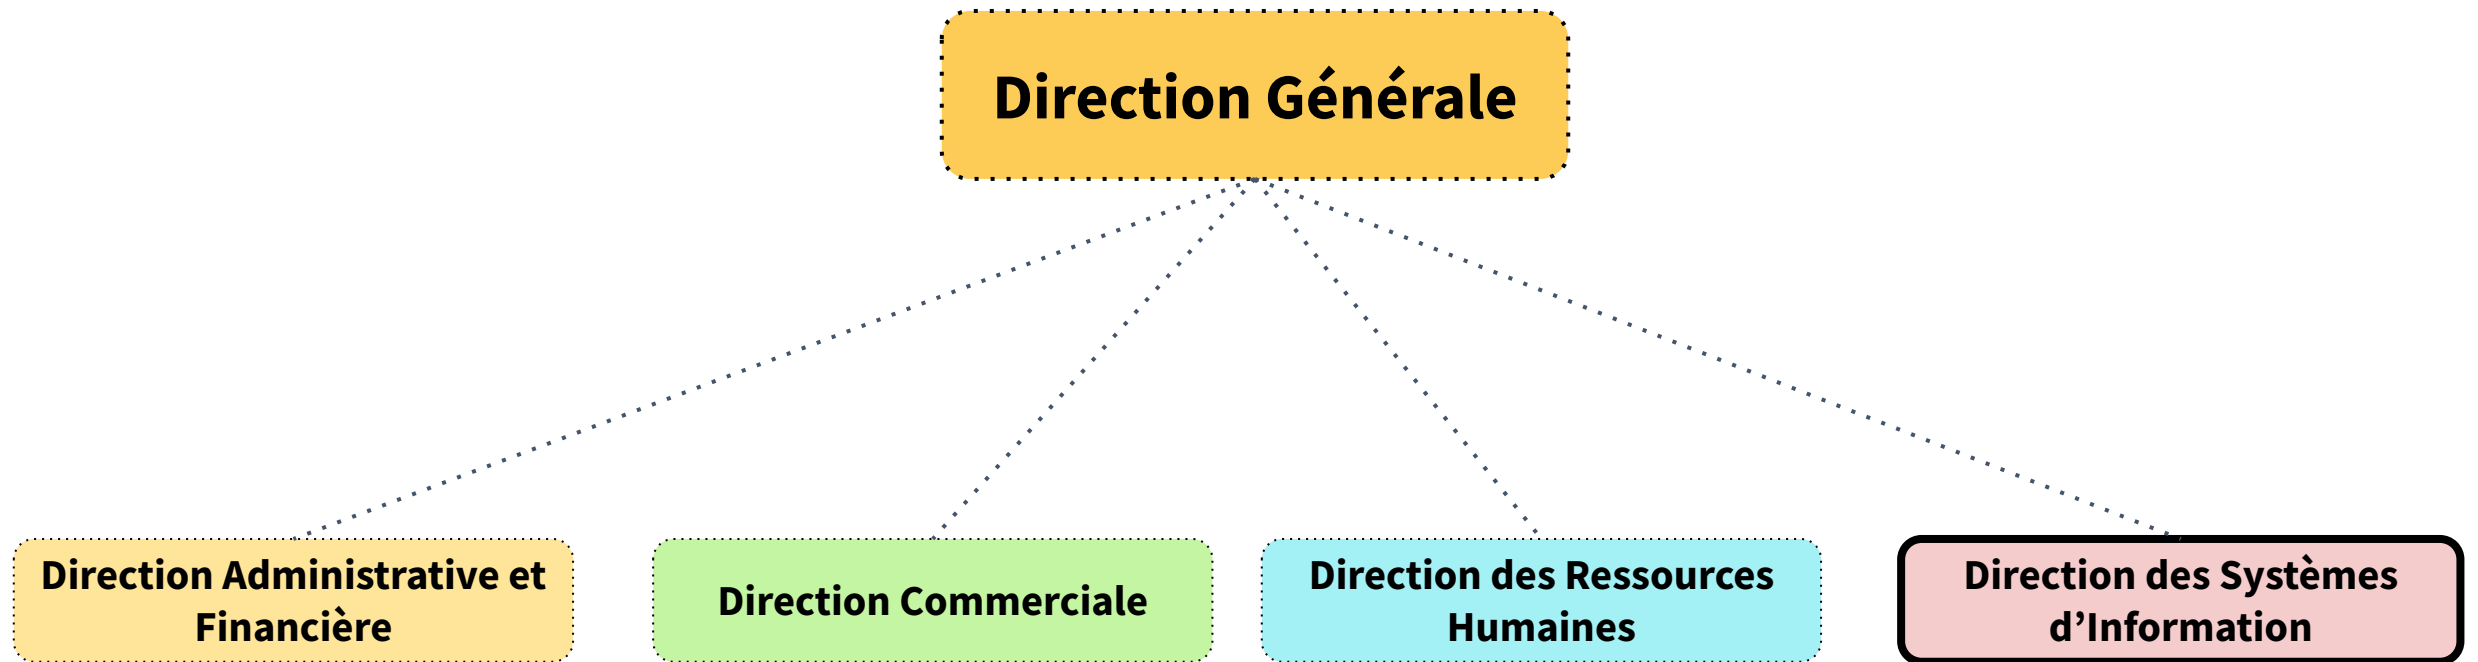 Direction Générale
Direction Administrative et
Financière
Direction Commerciale
Direction des Ressources
Humaines
Direction des Systèmes
d’Information